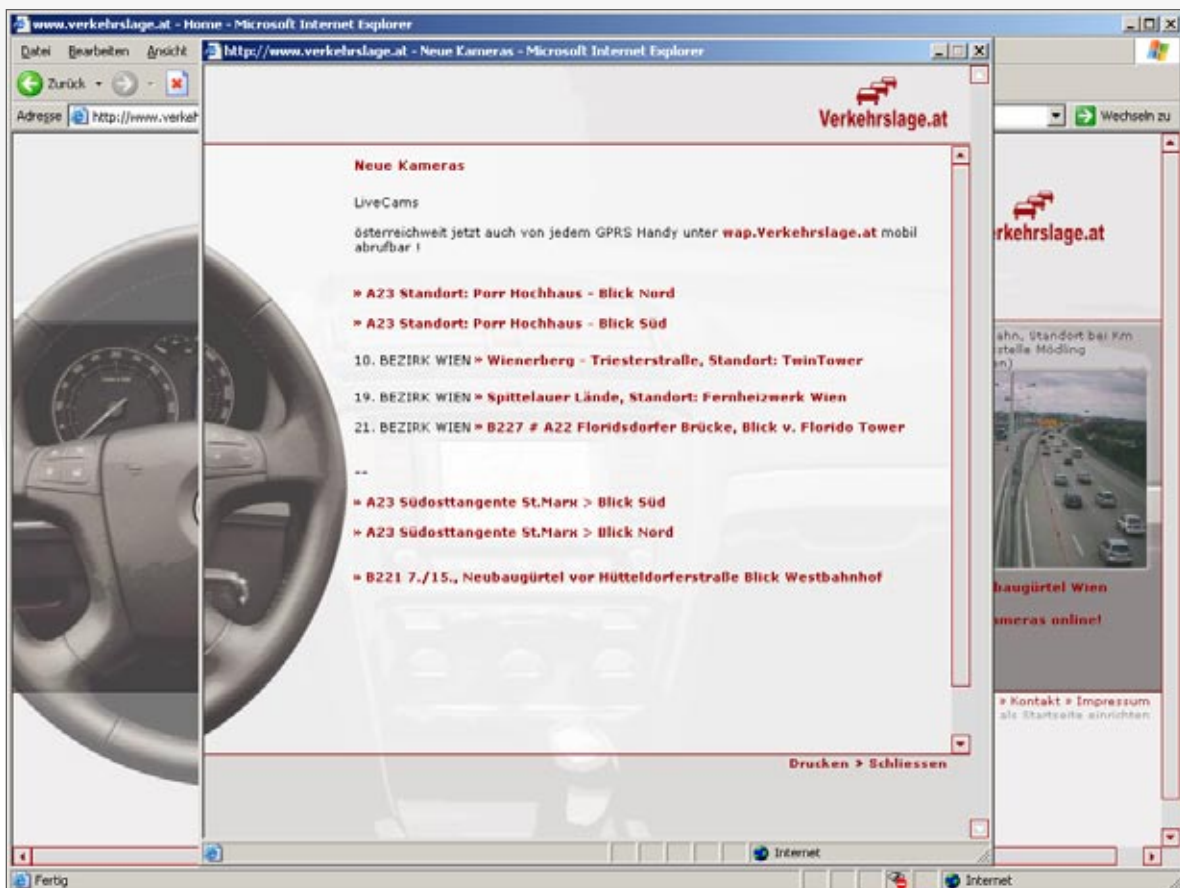 www.verkehrslage.at - Home - Microsoft Internet Explorer
Datei Bearbeiten Ansicht
http://www.verkehrslage.at - Neue Kameras - Microsoft Internet Explorer
Zurück
Adresse http://www.verkehr
Wechseln zu
Verkehrslage.at
Neue Kameras
LiveCams
österreichweit jetzt auch von jedem GPRS Handy unter wap.Verkehrslage.at mobil
abrufbar !
» A23 Standort: Porr Hochhaus - Blick Nord
» A23 Standort: Porr Hochhaus - Blick Süd
10. BEZIRK WIEN » Wienerberg - Triesterstraße, Standort: TwinTower
19. BEZIRK WIEN » Spittelauer Lände, Standort: Fernheizwerk Wien
21. BEZIRK WIEN » B227 # A22 Floridsdorfer Brücke, Blick v. Florido Tower
--
» A23 Südosttangente St.Marx > Blick Süd
» A23 Südosttangente St.Marx > Blick Nord
» B221 7./15., Neubaugürtel vor Hütteldorferstraße Blick Westbahnhof
Drucken » Schliessen
Internet
rkehrslage.at
ahn, Standort bei Km
stelle Mödling
en)
baugürtel Wien
ameras online!
» Kontakt » Impressum
als Startseite einrichten
Fertig
Internet